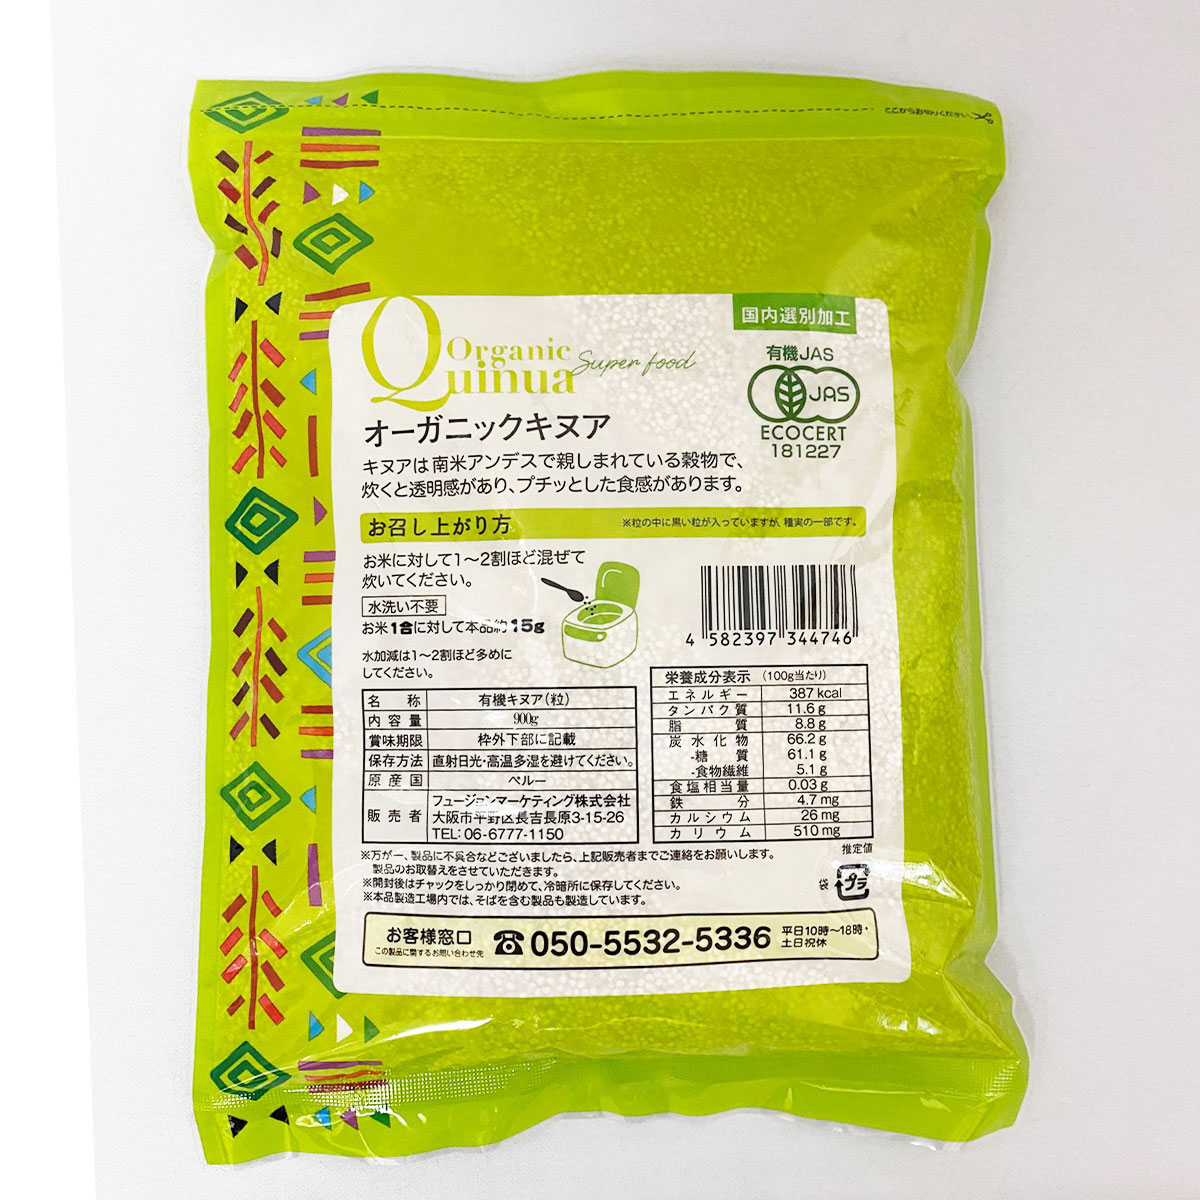 ここからお切りください。
国内選別加工
Organic
Quinua
Super food
有機JAS
JAS
ECOCERT
181227
オーガニックキヌア
キヌアは南米アンデスで親しまれている穀物で、
炊くと透明感があり、プチッとした食感があります。
お召し上がり方 ※粒の中に黒い粒が入っていますが、種実の一部です。
お米に対して1〜2割ほど混ぜて
炊いてください。
水洗い不要
お米1合に対して本品約15g
水加減は1〜2割ほど多めに
してください。
4 582397 344746
名称 有機キヌア(粒)
内容量 900g
賞味期限 枠外下部に記載
保存方法 直射日光・高温多湿を避けてください。
原産国 ペルー
販売者 フュージョンマーケティング株式会社
大阪市平野区長吉長原3-15-26
TEL: 06-6777-1150
栄養成分表示 (100g当たり)
エネルギー 387 kcal
タンパク質 11.6 g
脂質 8.8 g
炭水化物 66.2 g
-糖質 61.1 g
-食物繊維 5.1 g
食塩相当量 0.03 g
鉄分 4.7 mg
カルシウム 26 mg
カリウム 510 mg
推定値
※万が一、製品に不具合などございましたら、上記販売者までご連絡をお願いします。
製品のお取替えをさせていただきます。
※開封後はチャックをしっかり閉めて、冷暗所に保存してください。
※本品製造工場内では、そばを含む製品も製造しています。
袋
プラ
お客様窓口
この製品に関するお問い合わせ先
050-5532-5336
平日10時〜18時
土日祝休